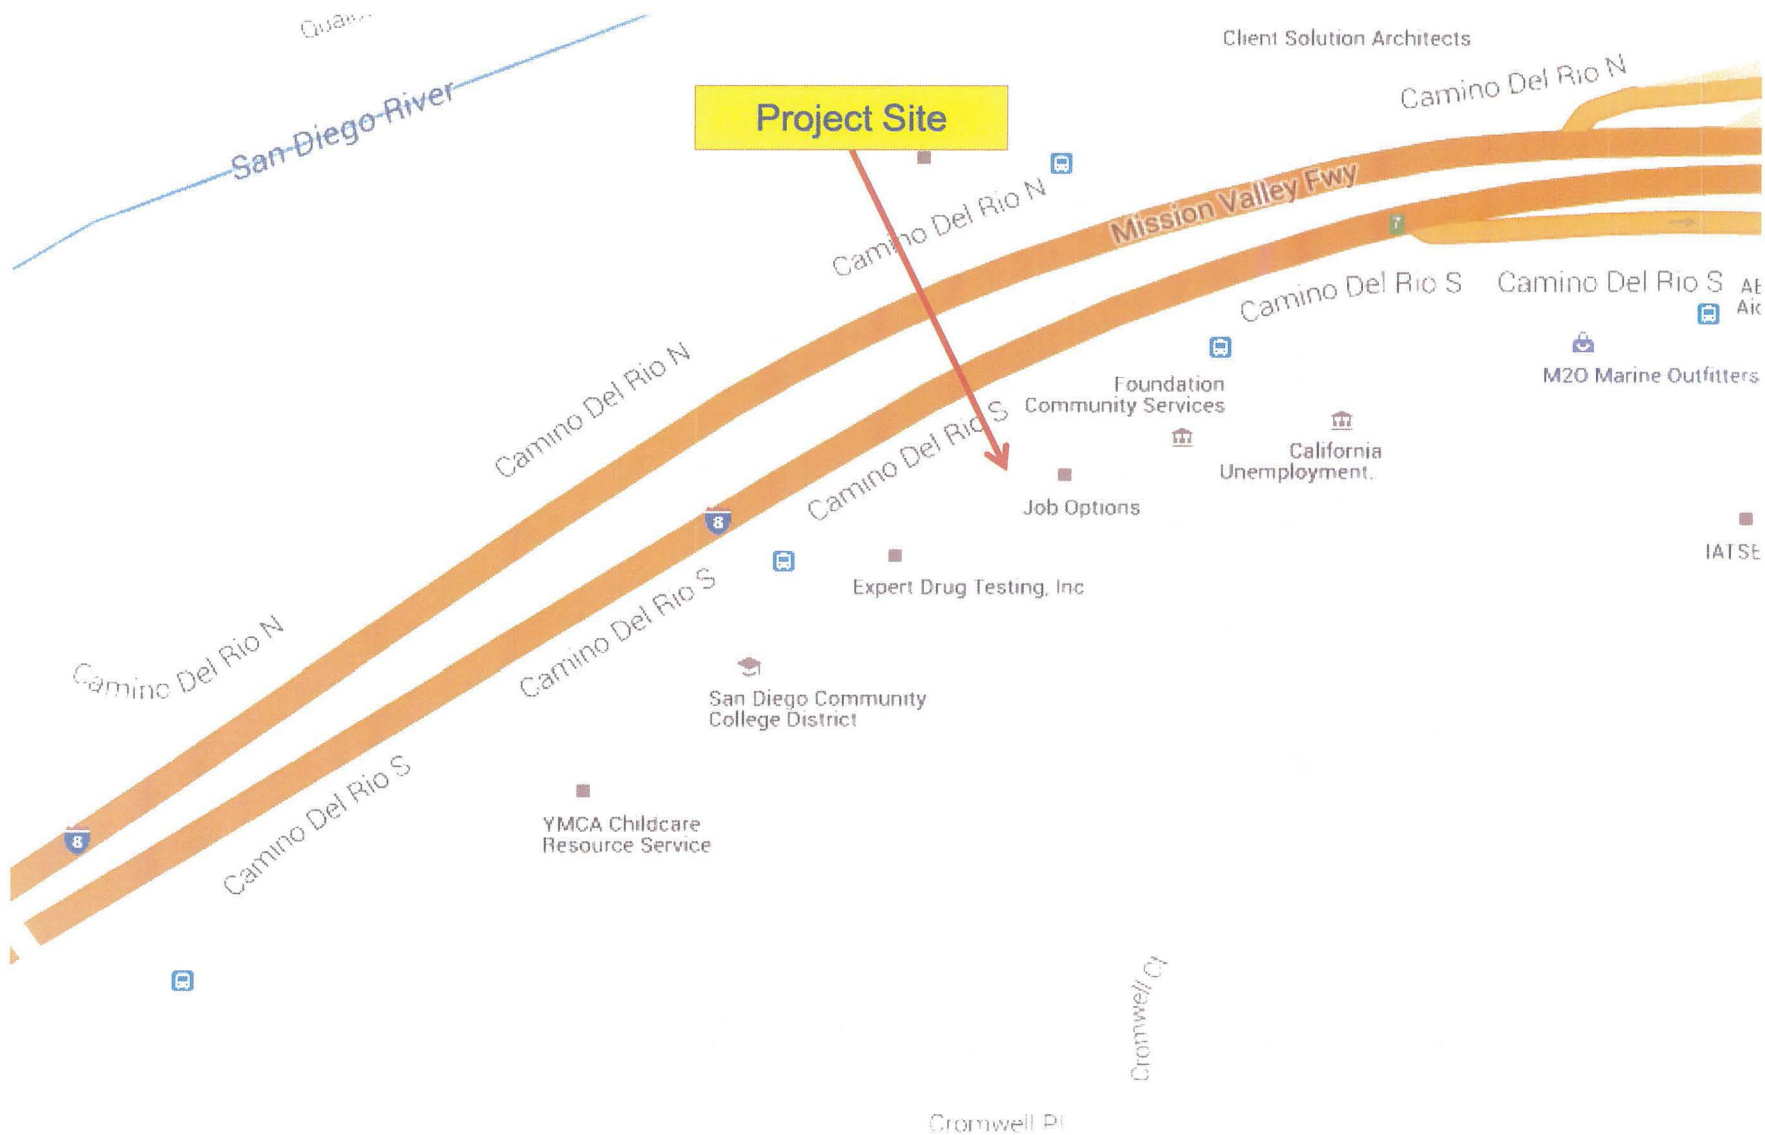 Client Solution Architects
Camino Del Rio N
San Diego River
Project Site
Camino Del Rio N
Mission Valley Fwy
7
Camino Del Rio S
Camino Del Rio S
Camino Del Rio N
Foundation
Community Services
M2O Marine Outfitters
Camino Del Rio S
California
Unemployment..
Job Options
8
IATSE
Expert Drug Testing, Inc
Camino Del Rio S
Camino Del Rio N
San Diego Community
College District
Camino Del Rio S
8
YMCA Childcare
Resource Service
Cromwell Ct
Cromwell Pl